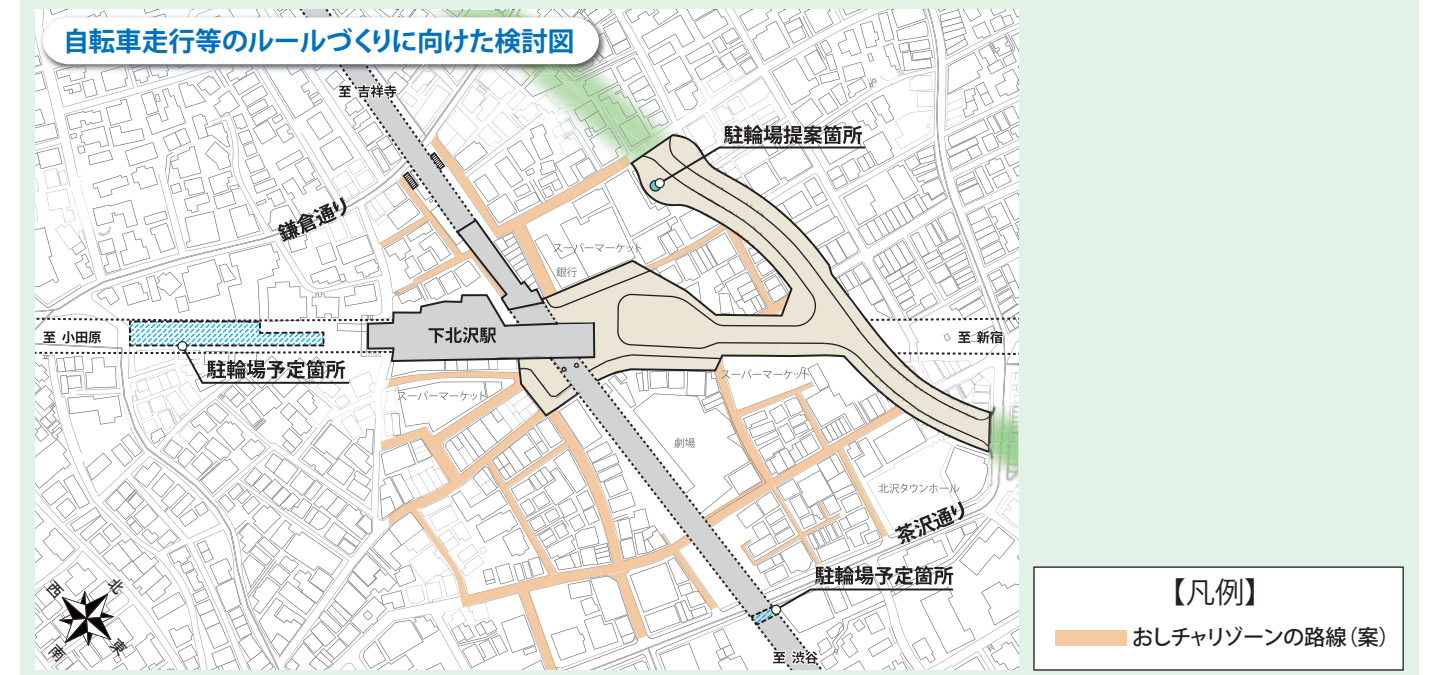 自転車走行等のルールづくりに向けた検討図
至 吉祥寺
駐輪場提案箇所
鎌倉通り
スーパーマーケット
銀行
至 小田原
下北沢駅
至 新宿
駐輪場予定箇所
スーパーマーケット
スーパーマーケット
劇場
北沢タウンホール
茶沢通り
駐輪場予定箇所
北
西
東
南
至 渋谷
【凡例】
おしチャリゾーンの路線（案）